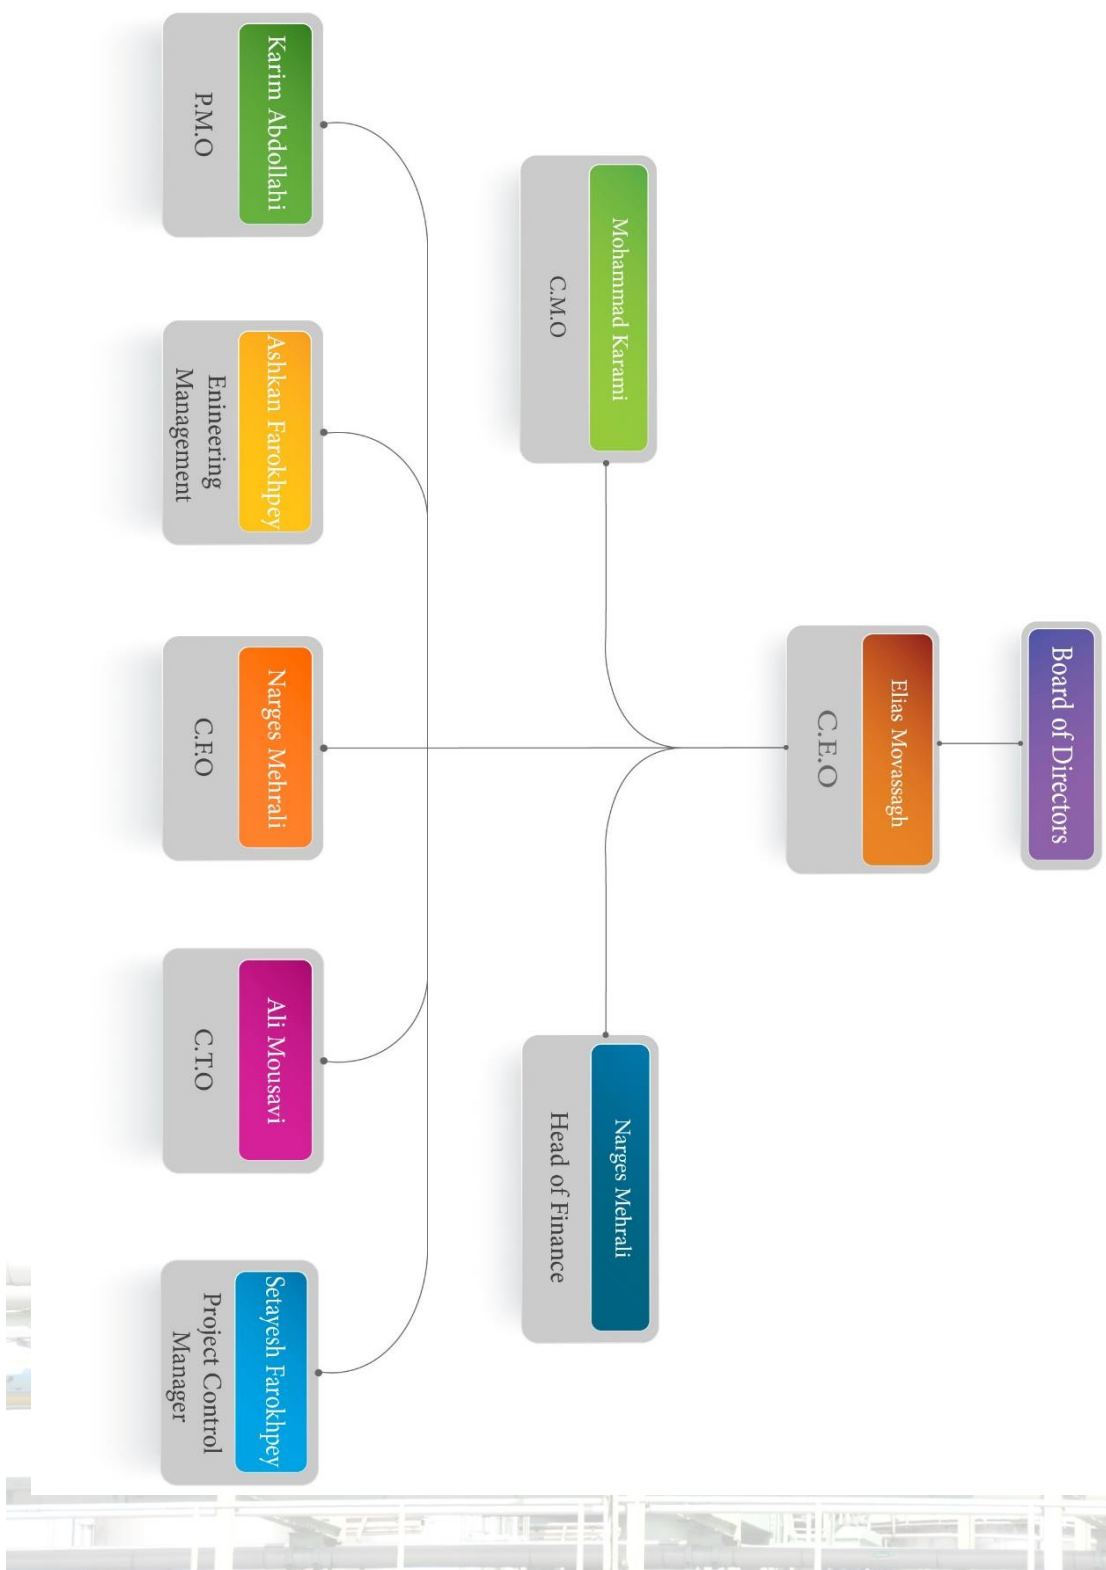 Board of Directors
Elias Movassagh
C.E.O
Mohammad Karami
C.M.O
Narges Mehrali
Head of Finance
Karim Abdollahi
P.M.O
Ashkan Farokhpey
Enineering
Management
Narges Mehrali
C.F.O
Ali Mousavi
C.T.O
Setayesh Farokhpey
Project Control
Manager